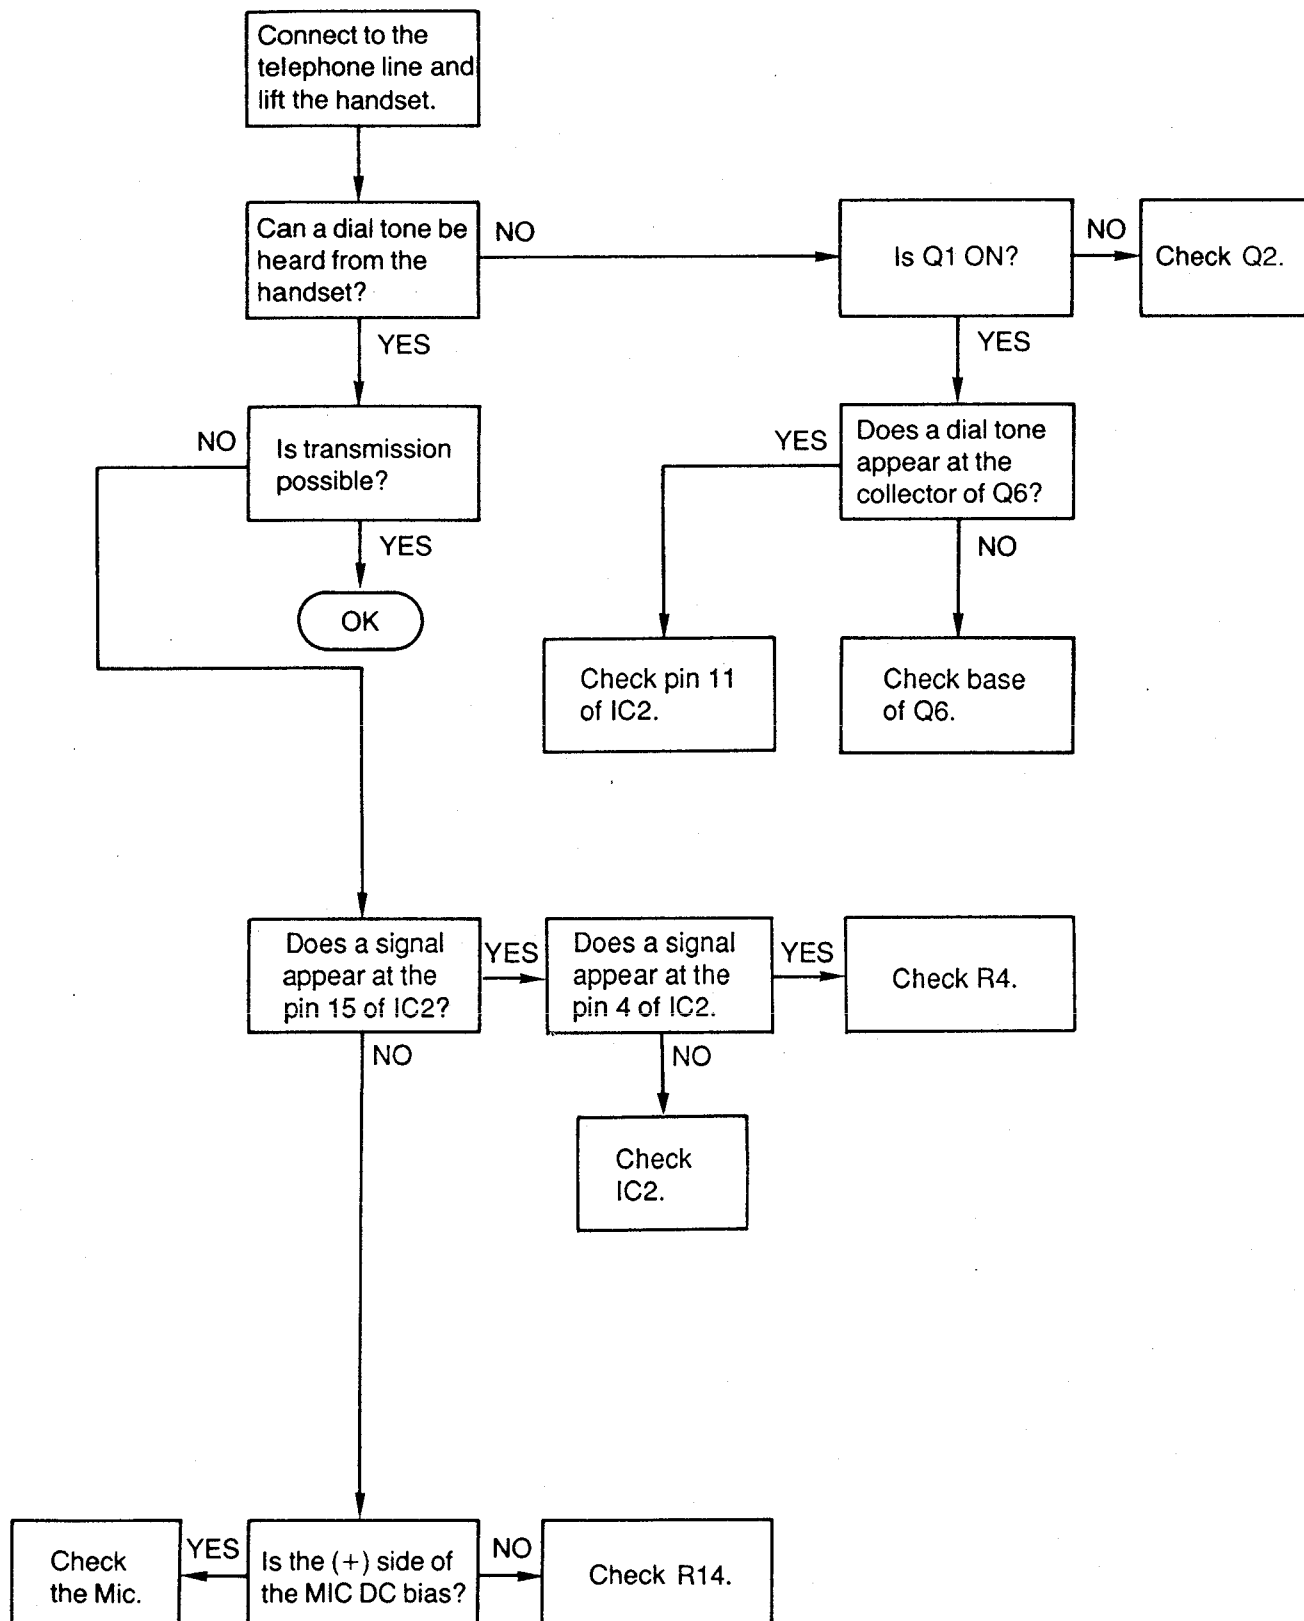 Connect to the
telephone line and
lift the handset.
Can a dial tone be
heard from the
handset?
NO
Is Q1 ON?
NO
Check Q2.
YES
YES
NO
Is transmission
possible?
YES
Does a dial tone
appear at the
collector of Q6?
YES
NO
OK
Check pin 11
of IC2.
Check base
of Q6.
Does a signal
appear at the
pin 15 of IC2?
YES
Does a signal
appear at the
pin 4 of IC2.
YES
Check R4.
NO
NO
Check
IC2.
Check
the Mic.
YES
Is the (+) side of
the MIC DC bias?
NO
Check R14.